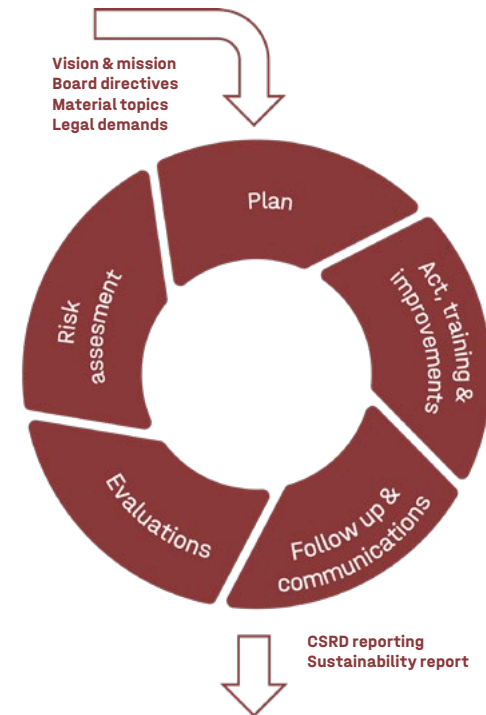 Vision & mission
Board directives
Material topics
Legal demands
Plan
Act, training &
improvements
Follow up &
communications
Evaluations
Risk
assesment
CSRD reporting
Sustainability report